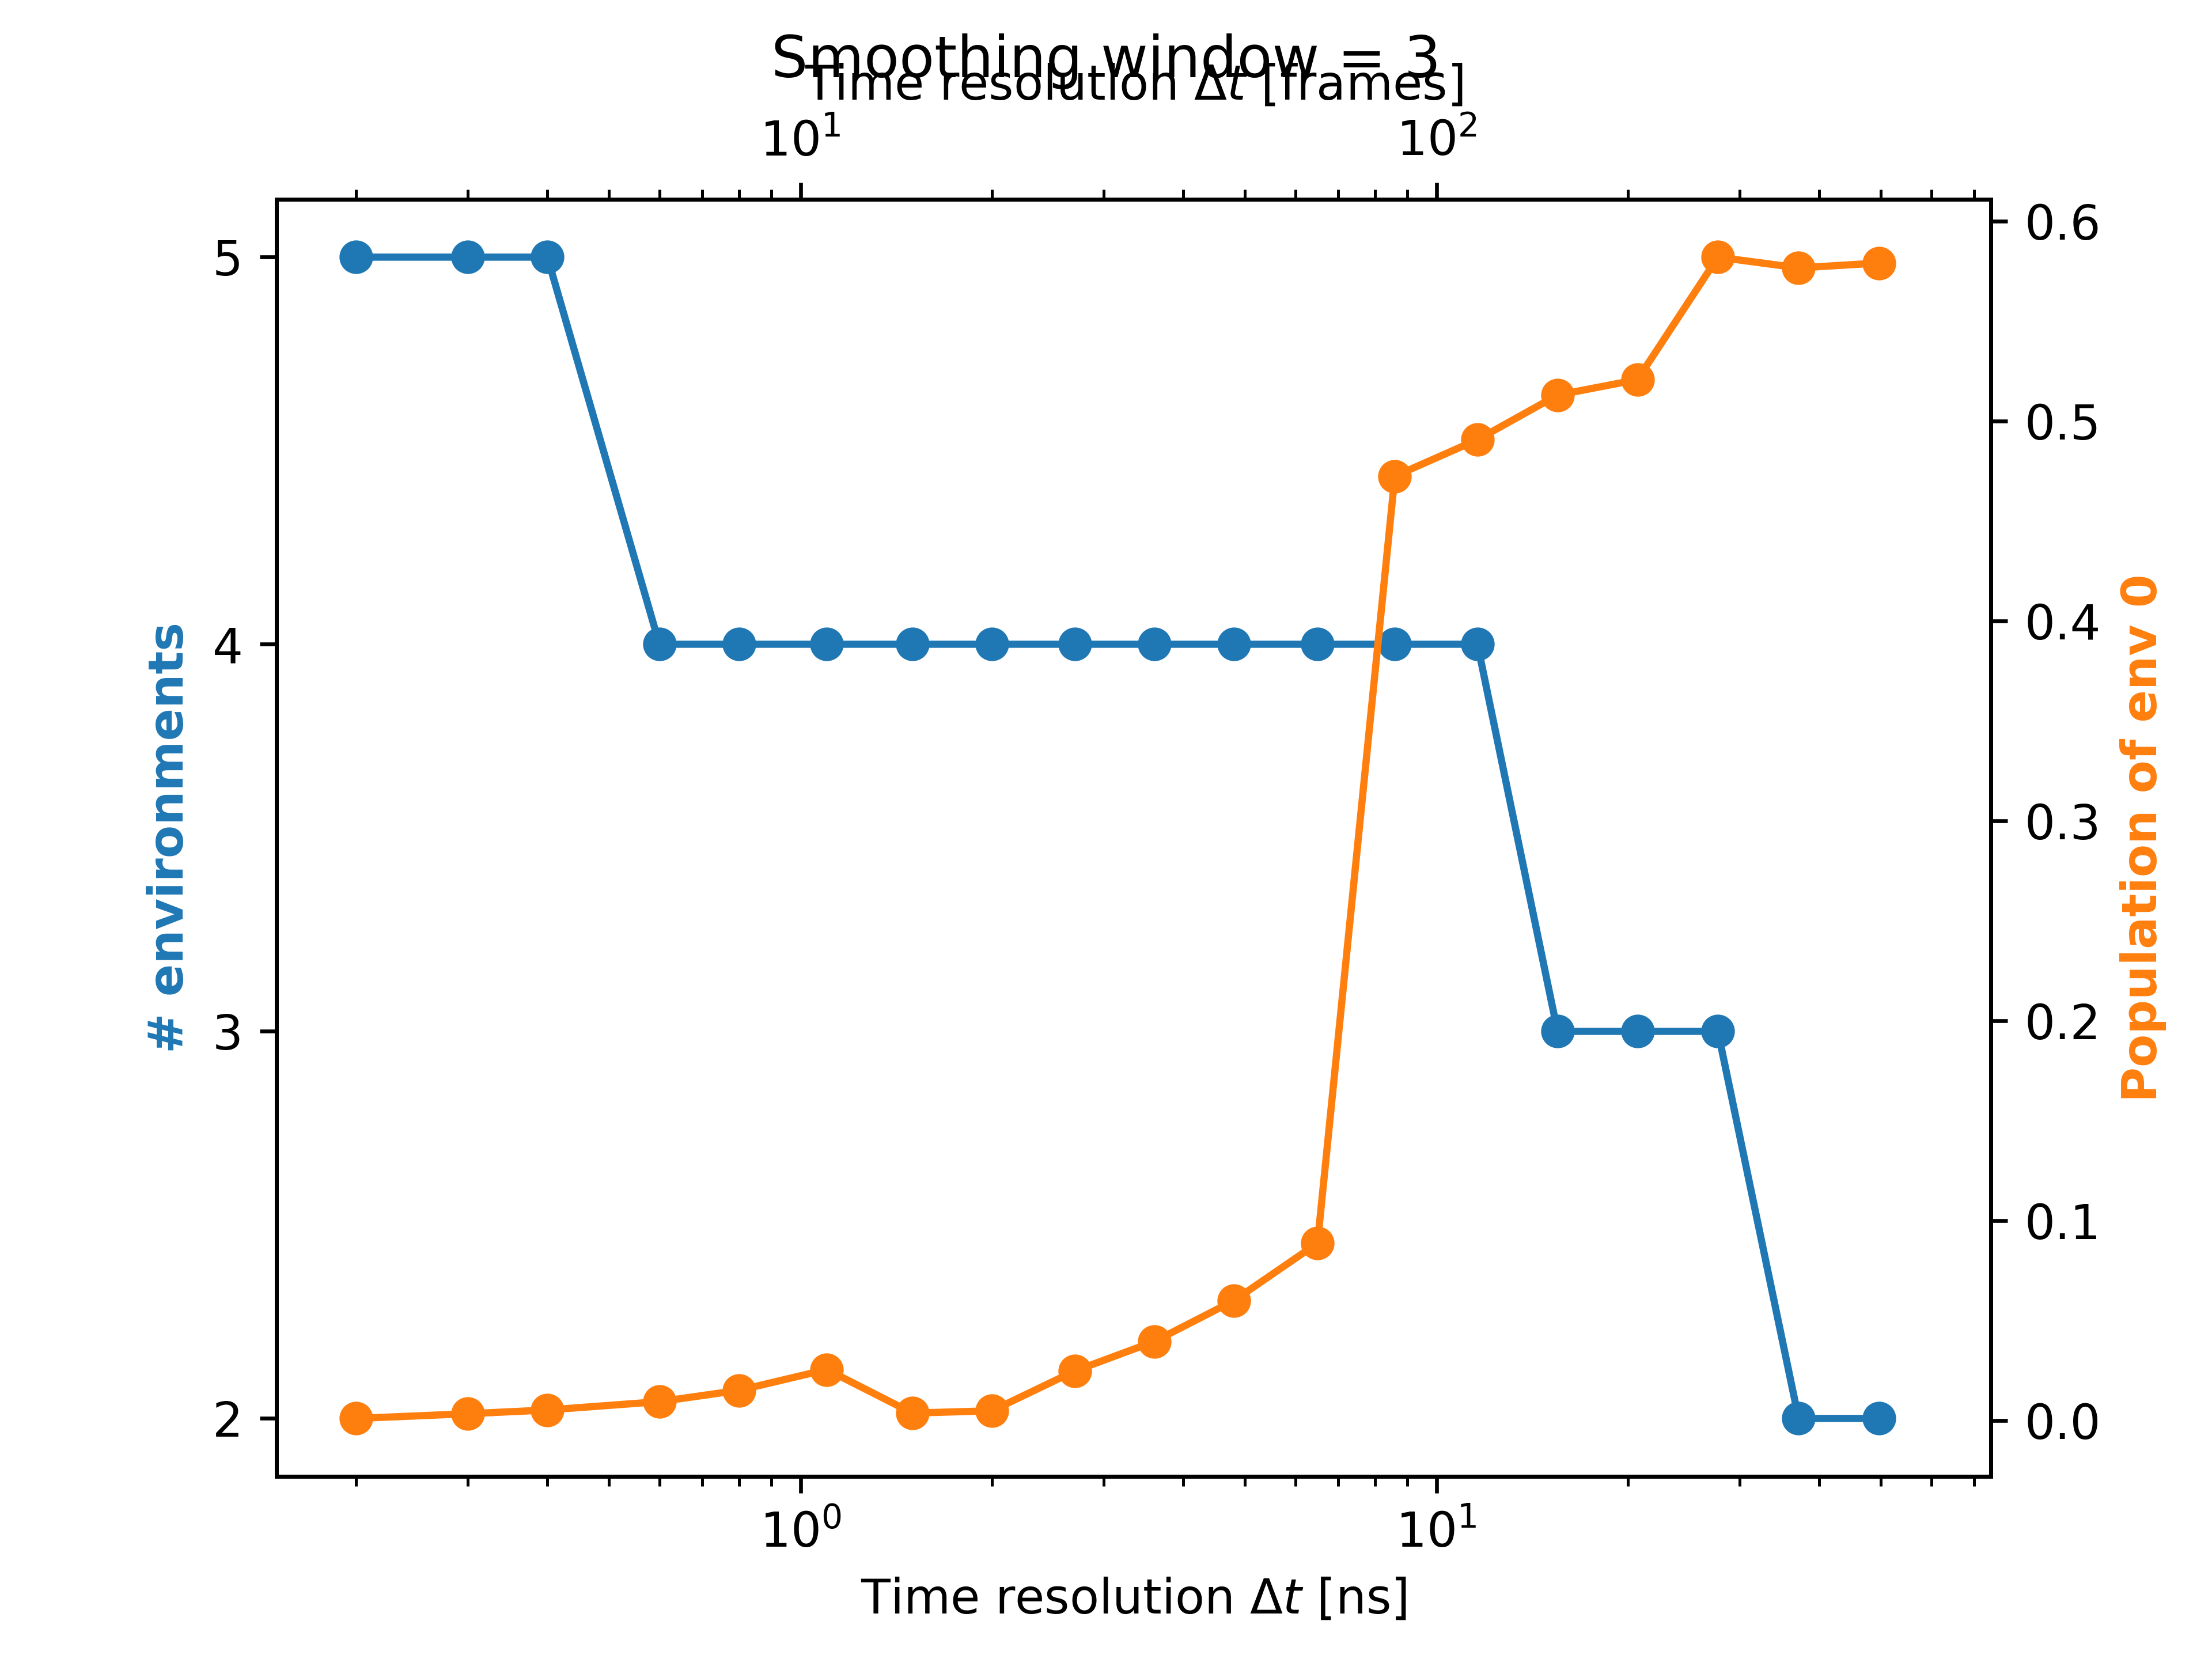 Smoothing window = 3
Time resolution Δt [frames]
10¹ 10²
5
4
3
2
# environments
0.6
0.5
0.4
0.3
0.2
0.1
0.0
Population of env 0
10⁰ 10¹
Time resolution Δt [ns]